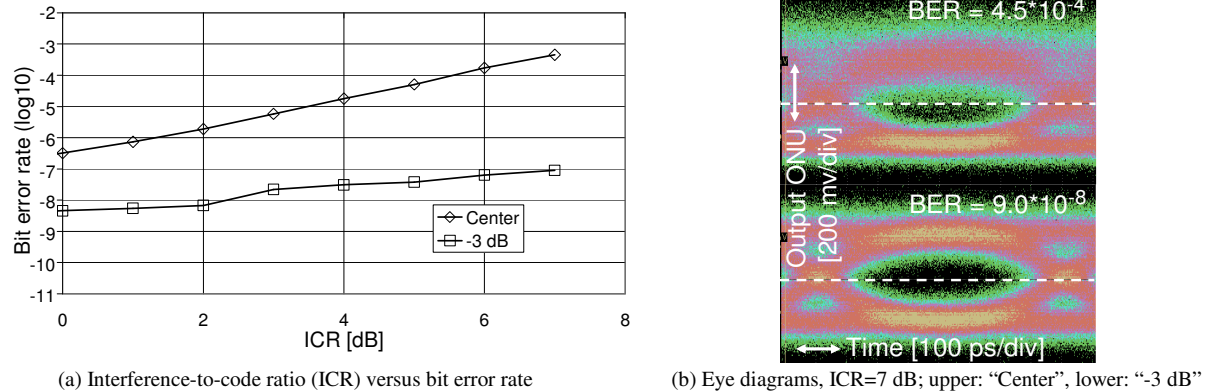 -2
-3
-4
-5
-6
-7
-8
-9
-10
-11
Bit error rate (log10)
Center
-3 dB
0
2
4
6
8
ICR [dB]
(a) Interference-to-code ratio (ICR) versus bit error rate
BER = 4.5*10-4
Output ONU
[200 mv/div]
BER = 9.0*10-8
Time [100 ps/div]
(b) Eye diagrams, ICR=7 dB; upper: “Center”, lower: “-3 dB”